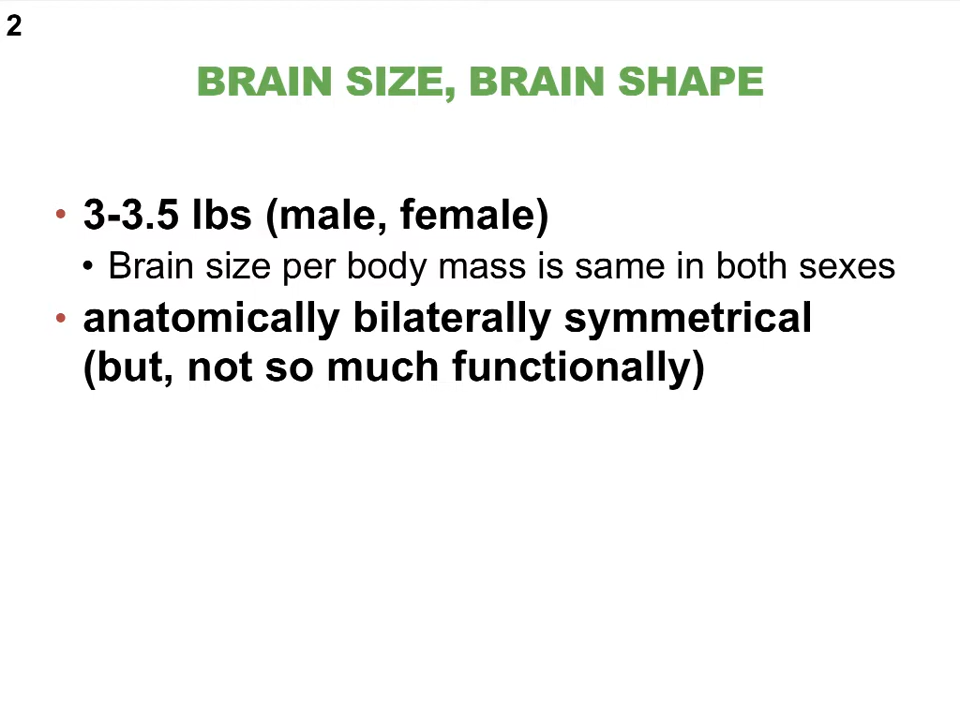 2
BRAIN SIZE, BRAIN SHAPE
• 3-3.5 lbs (male, female)
• Brain size per body mass is same in both sexes
• anatomically bilaterally symmetrical
(but, not so much functionally)